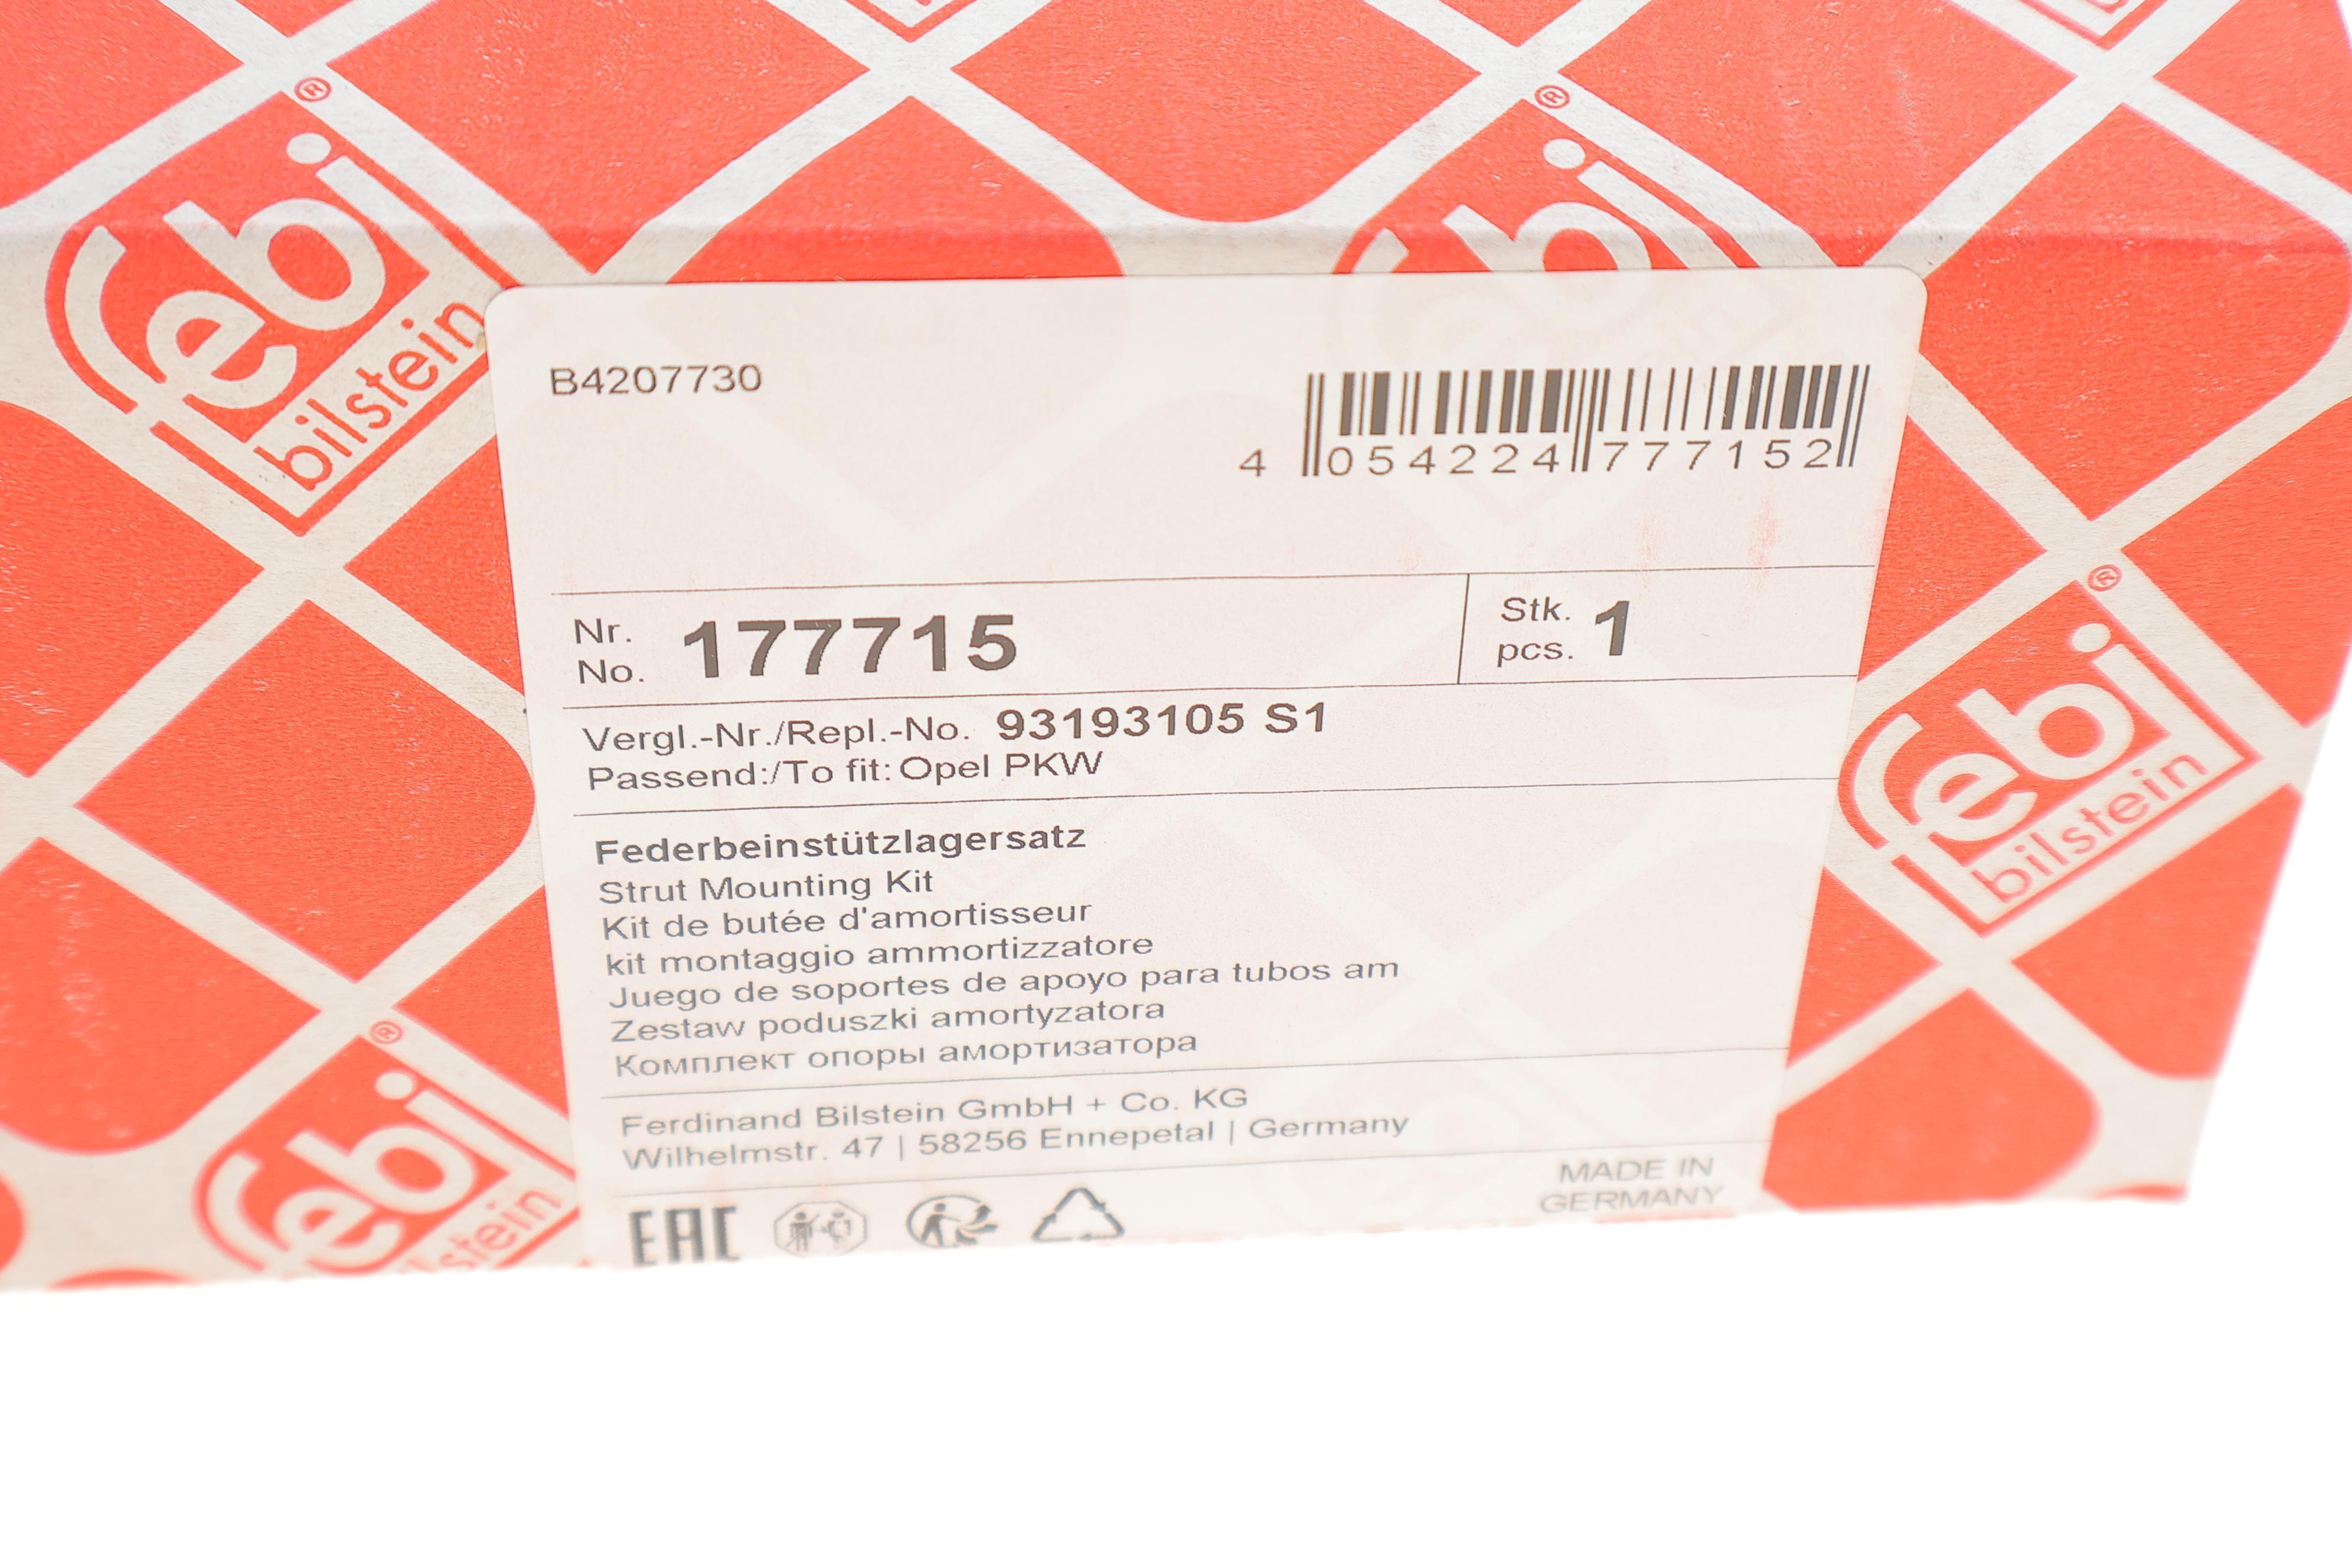 febi®
bilstein
febi®
B4207730
4 054224 777152
Nr.
No. 177715
Stk.
pcs. 1
Vergl.-Nr./Repl.-No. 93193105 S1
Passend:/To fit: Opel PKW
Federbeinstützlagersatz
Strut Mounting Kit
Kit de butée d'amortisseur
kit montaggio ammortizzatore
Juego de soportes de apoyo para tubos am
Zestaw poduszki amortyzatora
Комплект опоры амортизатора
Ferdinand Bilstein GmbH + Co. KG
Wilhelmstr. 47 | 58256 Ennepetal | Germany
EAC
MADE IN
GERMANY
febi®
bilstein
febi®
stein